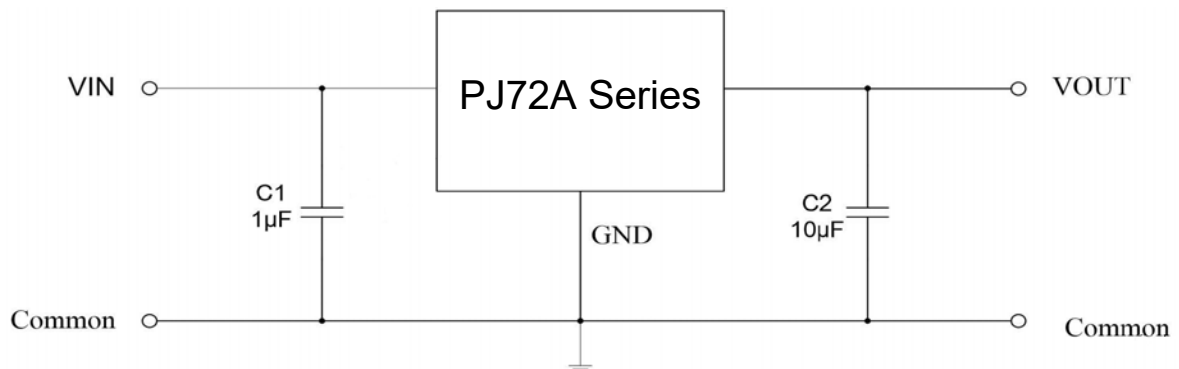 VIN
PJ72A Series
VOUT
C1
1µF
GND
C2
10µF
Common
Common